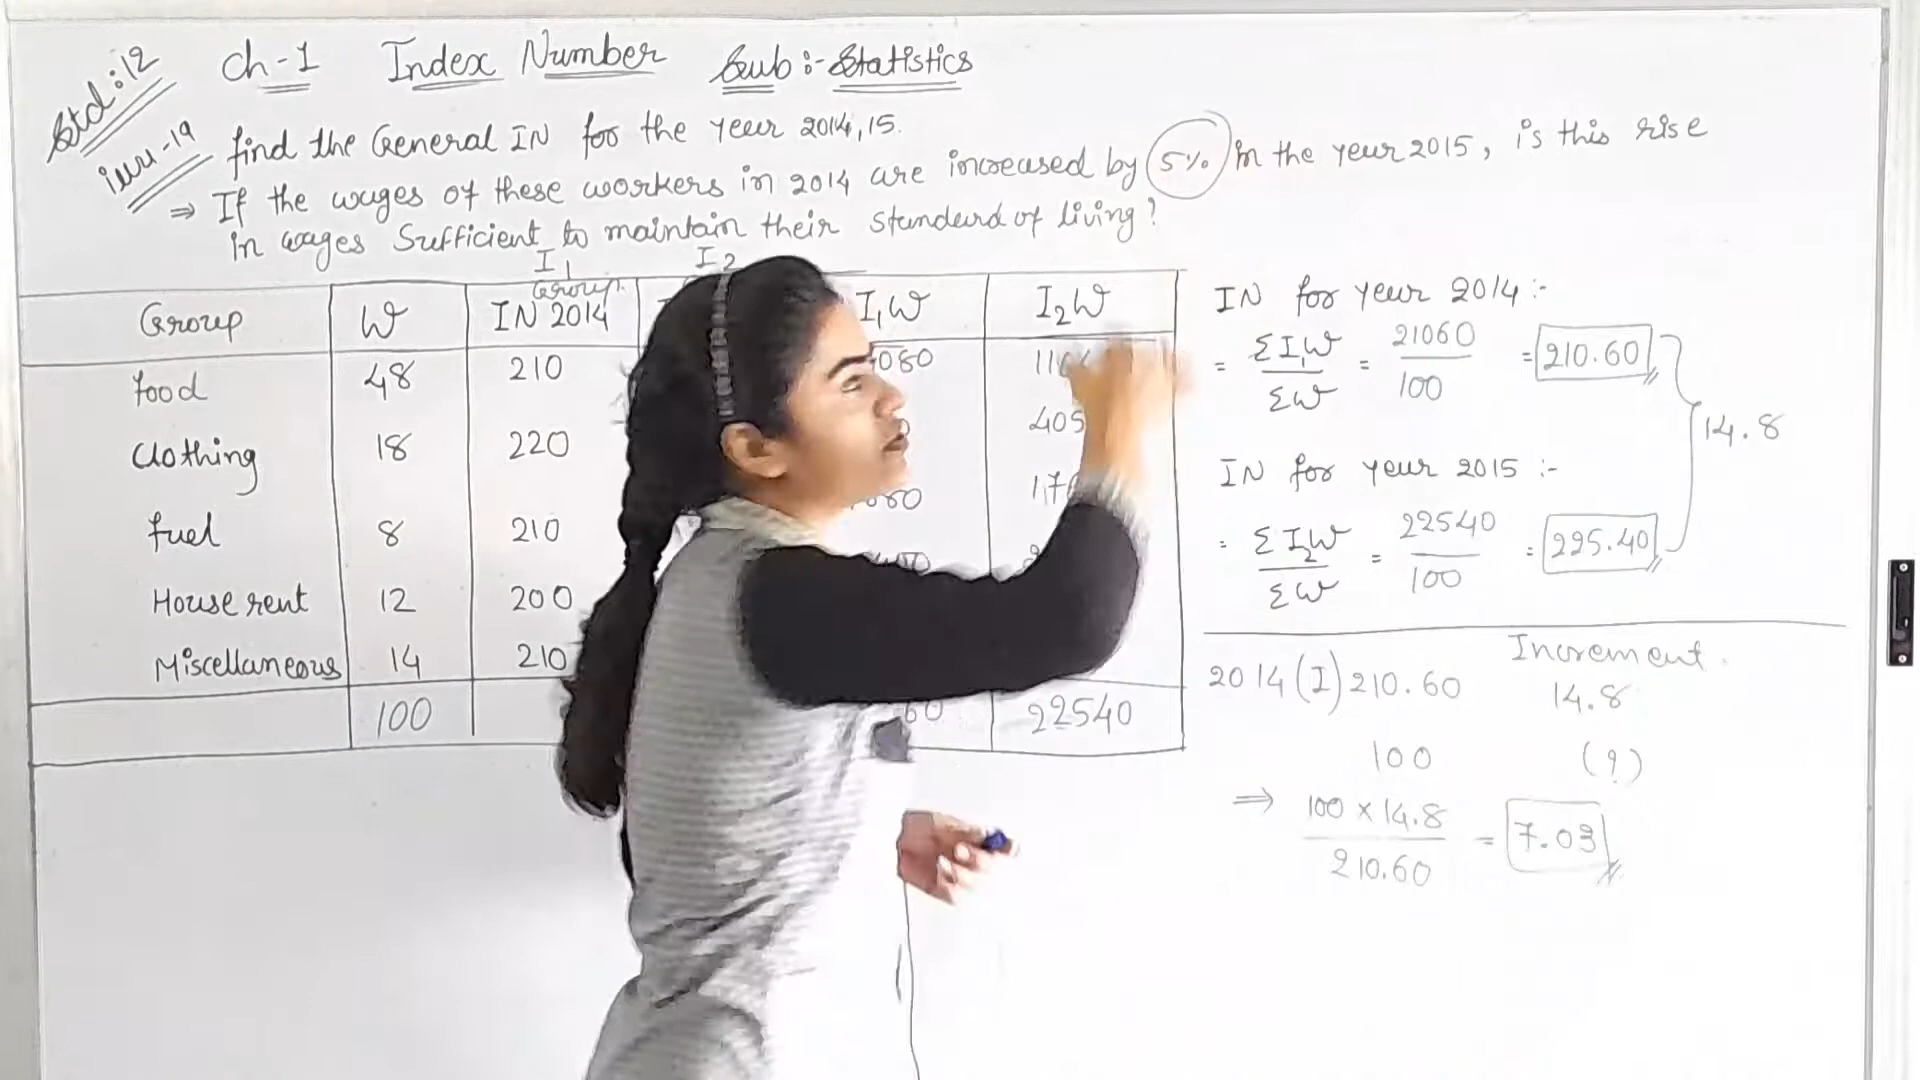 Std:12
Ch-1 Index Number Sub:-Statistics
illu-19
find the General IN for the year 2014,15.
⇒ If the wages of these workers in 2014 are increased by 5% in the year 2015, is this rise
in wages Sufficient to maintain their standard of living?
I1 I2
Group W Group IN 2014 I1W I2W
food 48 210
Clothing 18 220
fuel 8 210
House rent 12 200
Miscellaneous 14 210
100 22540
IN for year 2014:-
= ΣI1W / ΣW = 21060 / 100 = 210.60
14.8
IN for year 2015:-
= ΣI2W / ΣW = 22540 / 100 = 225.40
Increment.
2014 (I) 210.60 14.8
100 (?)
⇒ 100 × 14.8 / 210.60 = 7.03